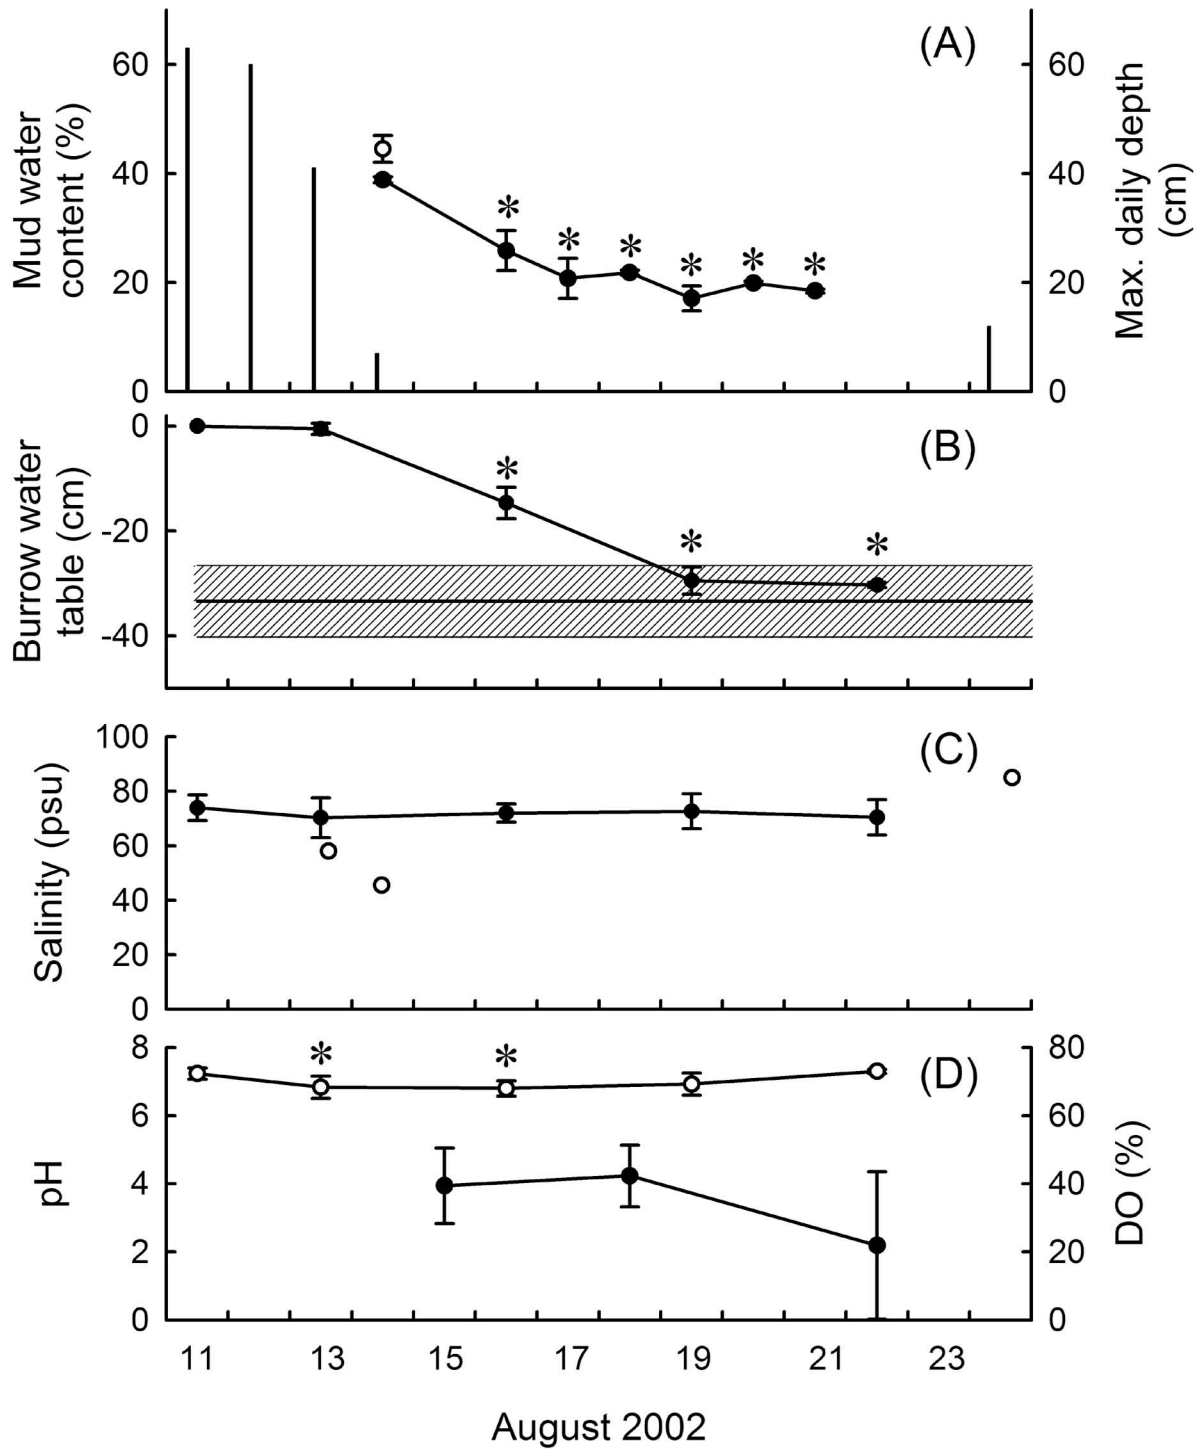 (A)
Mud water
content (%)
60
40
20
0
60
40
20
0
Max. daily depth
(cm)
*
*
*
*
*
*
(B)
Burrow water
table (cm)
0
-20
-40
*
*
*
(C)
Salinity (psu)
100
80
60
40
20
0
(D)
pH
8
6
4
2
0
*
*
80
60
40
20
0
DO (%)
11 13 15 17 19 21 23
August 2002